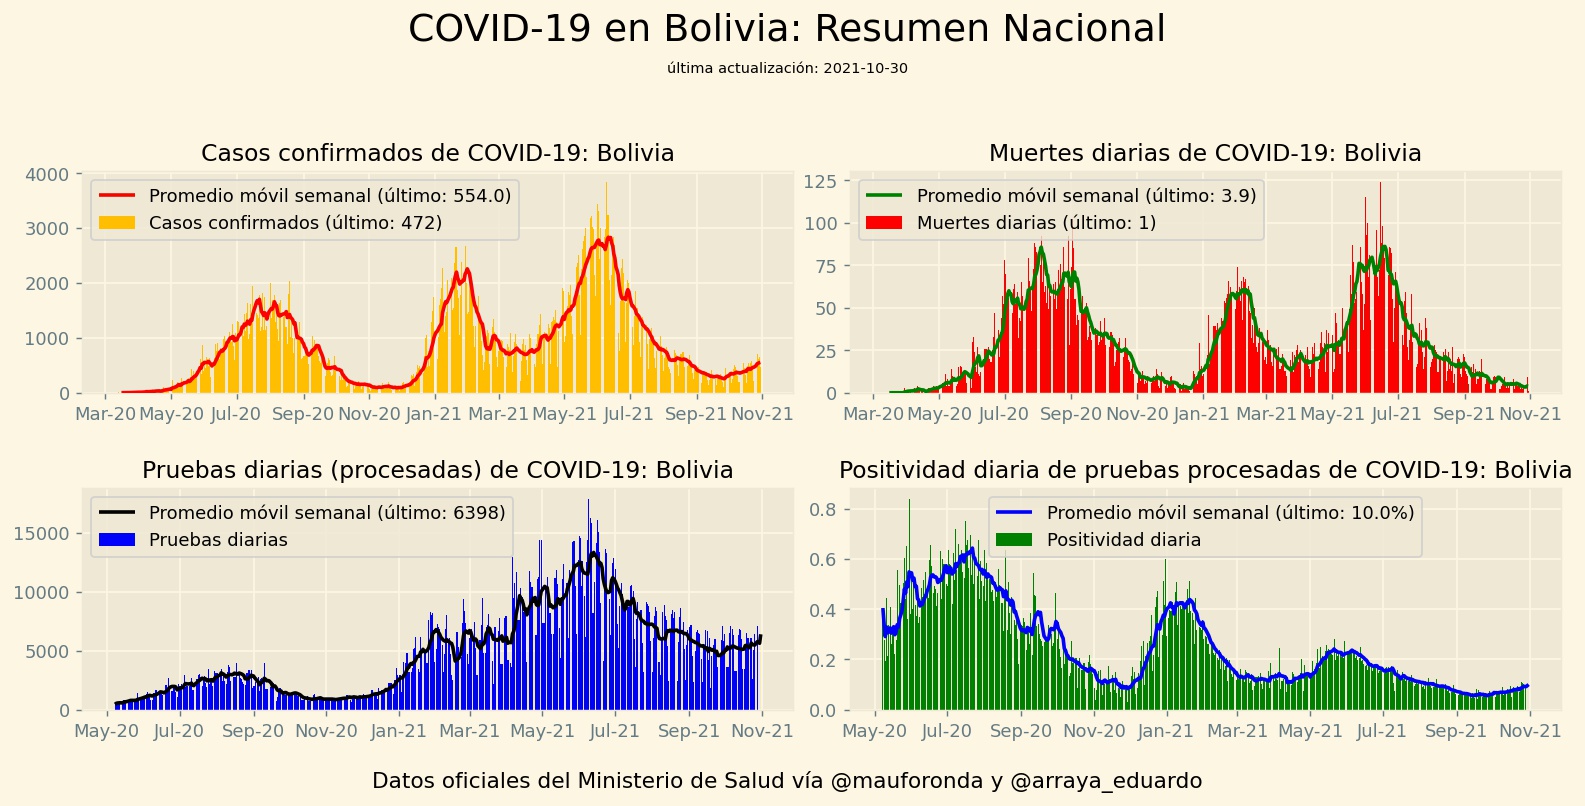 COVID-19 en Bolivia: Resumen Nacional
última actualización: 2021-10-30
Casos confirmados de COVID-19: Bolivia
Promedio móvil semanal (último: 554.0)
Casos confirmados (último: 472)
4000
3000
2000
1000
0
Mar-20 May-20 Jul-20 Sep-20 Nov-20 Jan-21 Mar-21 May-21 Jul-21 Sep-21 Nov-21
Muertes diarias de COVID-19: Bolivia
Promedio móvil semanal (último: 3.9)
Muertes diarias (último: 1)
125
100
75
50
25
0
Mar-20 May-20 Jul-20 Sep-20 Nov-20 Jan-21 Mar-21 May-21 Jul-21 Sep-21 Nov-21
Pruebas diarias (procesadas) de COVID-19: Bolivia
Promedio móvil semanal (último: 6398)
Pruebas diarias
15000
10000
5000
0
May-20 Jul-20 Sep-20 Nov-20 Jan-21 Mar-21 May-21 Jul-21 Sep-21 Nov-21
Positividad diaria de pruebas procesadas de COVID-19: Bolivia
Promedio móvil semanal (último: 10.0%)
Positividad diaria
0.8
0.6
0.4
0.2
0.0
May-20 Jul-20 Sep-20 Nov-20 Jan-21 Mar-21 May-21 Jul-21 Sep-21 Nov-21
Datos oficiales del Ministerio de Salud vía @mauforonda y @arraya_eduardo